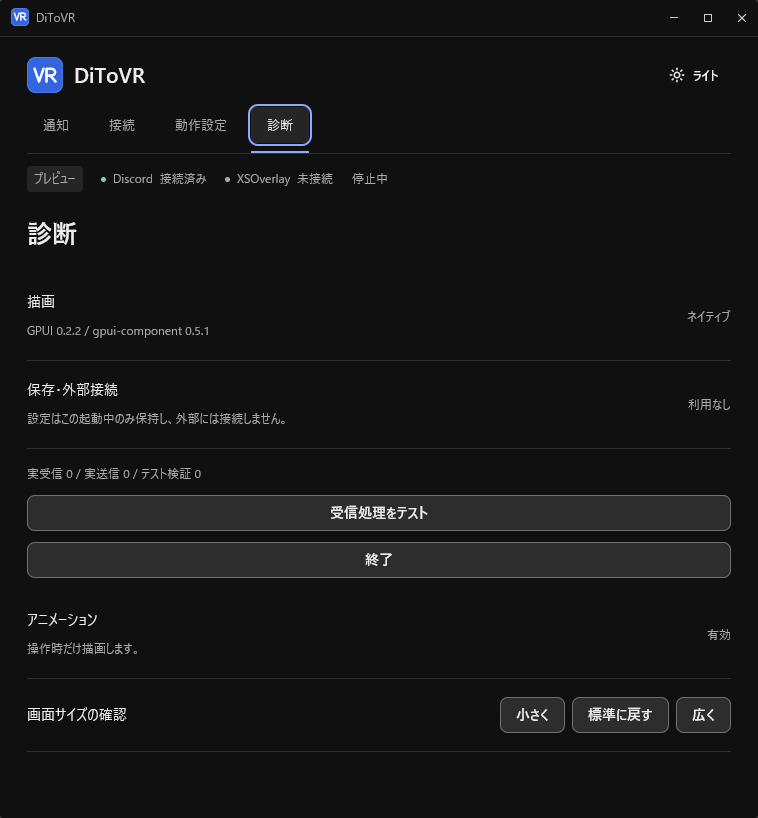 VR DiToVR
VR DiToVR ライト
通知 接続 動作設定 診断
プレビュー Discord 接続済み XSOverlay 未接続 停止中
診断
描画
ネイティブ
GPUI 0.2.2 / gpui-component 0.5.1
保存・外部接続
利用なし
設定はこの起動中のみ保持し、外部には接続しません。
実受信 0 / 実送信 0 / テスト検証 0
受信処理をテスト
終了
アニメーション
有効
操作時だけ描画します。
画面サイズの確認 小さく 標準に戻す 広く